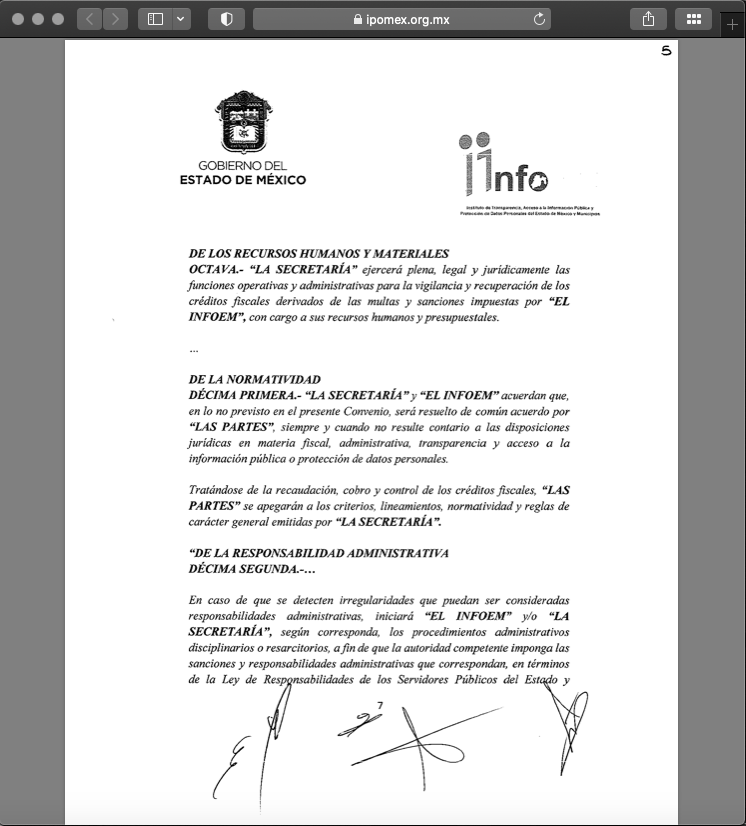 ipomex.org.mx
5
GOBIERNO DEL
ESTADO DE MÉXICO
iinfo
Instituto de Transparencia, Acceso a la Información Pública y
Protección de Datos Personales del Estado de México y Municipios
DE LOS RECURSOS HUMANOS Y MATERIALES
OCTAVA.- “LA SECRETARÍA” ejercerá plena, legal y jurídicamente las
funciones operativas y administrativas para la vigilancia y recuperación de los
créditos fiscales derivados de las multas y sanciones impuestas por “EL
INFOEM”, con cargo a sus recursos humanos y presupuestales.
...
DE LA NORMATIVIDAD
DÉCIMA PRIMERA.- “LA SECRETARÍA” y “EL INFOEM” acuerdan que,
en lo no previsto en el presente Convenio, será resuelto de común acuerdo por
“LAS PARTES”, siempre y cuando no resulte contario a las disposiciones
jurídicas en materia fiscal, administrativa, transparencia y acceso a la
información pública o protección de datos personales.
Tratándose de la recaudación, cobro y control de los créditos fiscales, “LAS
PARTES” se apegarán a los criterios, lineamientos, normatividad y reglas de
carácter general emitidas por “LA SECRETARÍA”.
“DE LA RESPONSABILIDAD ADMINISTRATIVA
DÉCIMA SEGUNDA.-…
En caso de que se detecten irregularidades que puedan ser consideradas
responsabilidades administrativas, iniciará “EL INFOEM” y/o “LA
SECRETARÍA”, según corresponda, los procedimientos administrativos
disciplinarios o resarcitorios, a fin de que la autoridad competente imponga las
sanciones y responsabilidades administrativas que correspondan, en términos
de la Ley de Responsabilidades de los Servidores Públicos del Estado y
7